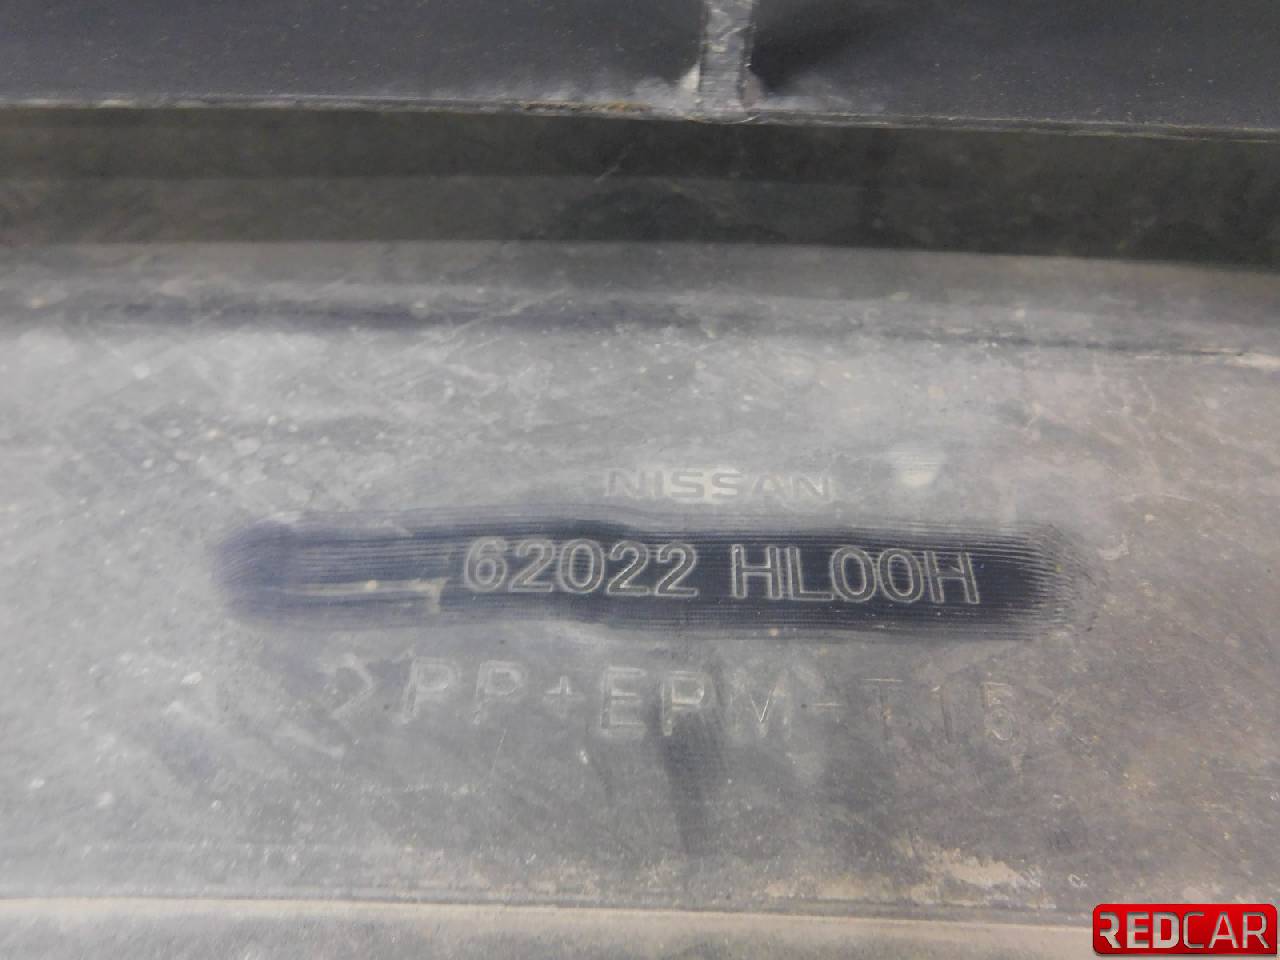 NISSAN
62022 HL00H
>PP+EPM-T15<
REDCAR